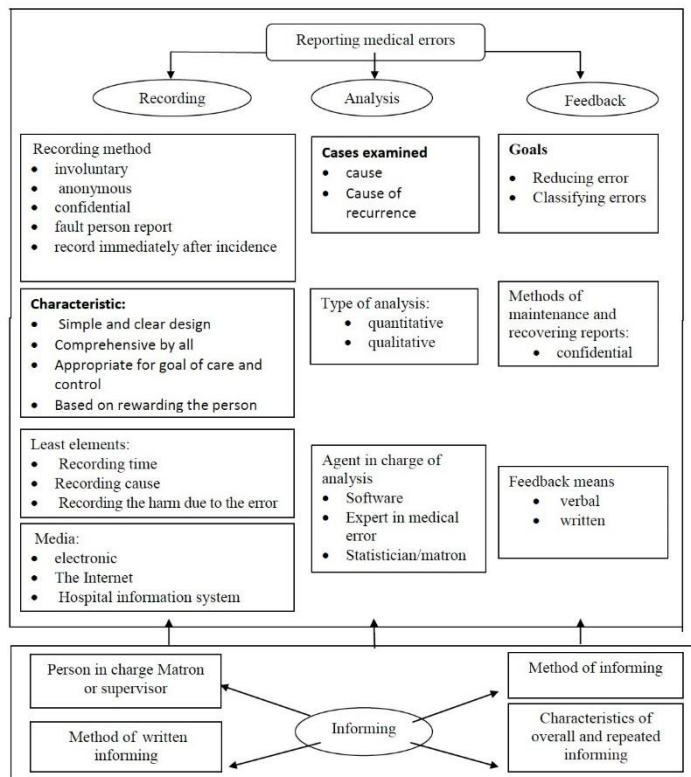 Reporting medical errors
Recording
Analysis
Feedback
Recording method
• involuntary
• anonymous
• confidential
• fault person report
• record immediately after incidence
Characteristic:
• Simple and clear design
• Comprehensive by all
• Appropriate for goal of care and
control
• Based on rewarding the person
Least elements:
• Recording time
• Recording cause
• Recording the harm due to the error
Media:
• electronic
• The Internet
• Hospital information system
Cases examined
• cause
• Cause of
recurrence
Type of analysis:
• quantitative
• qualitative
Agent in charge of
analysis
• Software
• Expert in medical
error
• Statistician/matron
Goals
• Reducing error
• Classifying errors
Methods of
maintenance and
recovering reports:
• confidential
Feedback means
• verbal
• written
Person in charge Matron
or supervisor
Method of written
informing
Informing
Method of informing
Characteristics of
overall and repeated
informing